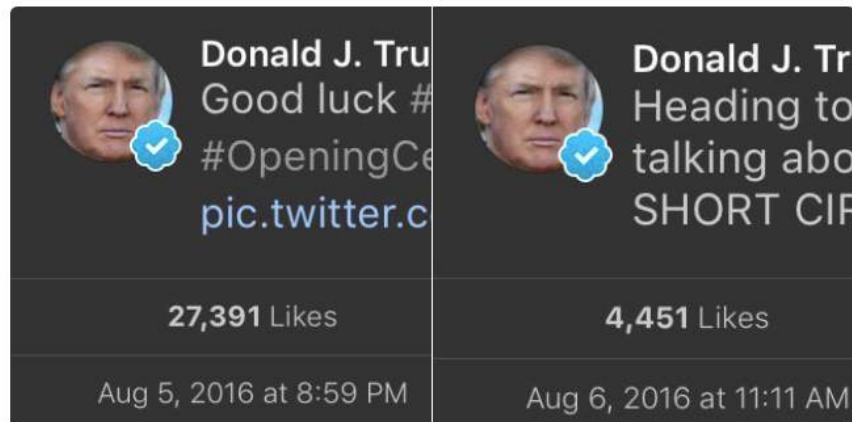 Donald J. Tru
Good luck #
#OpeningCe
pic.twitter.c
27,391 Likes
Aug 5, 2016 at 8:59 PM
Donald J. Tr
Heading to
talking abo
SHORT CIR
4,451 Likes
Aug 6, 2016 at 11:11 AM